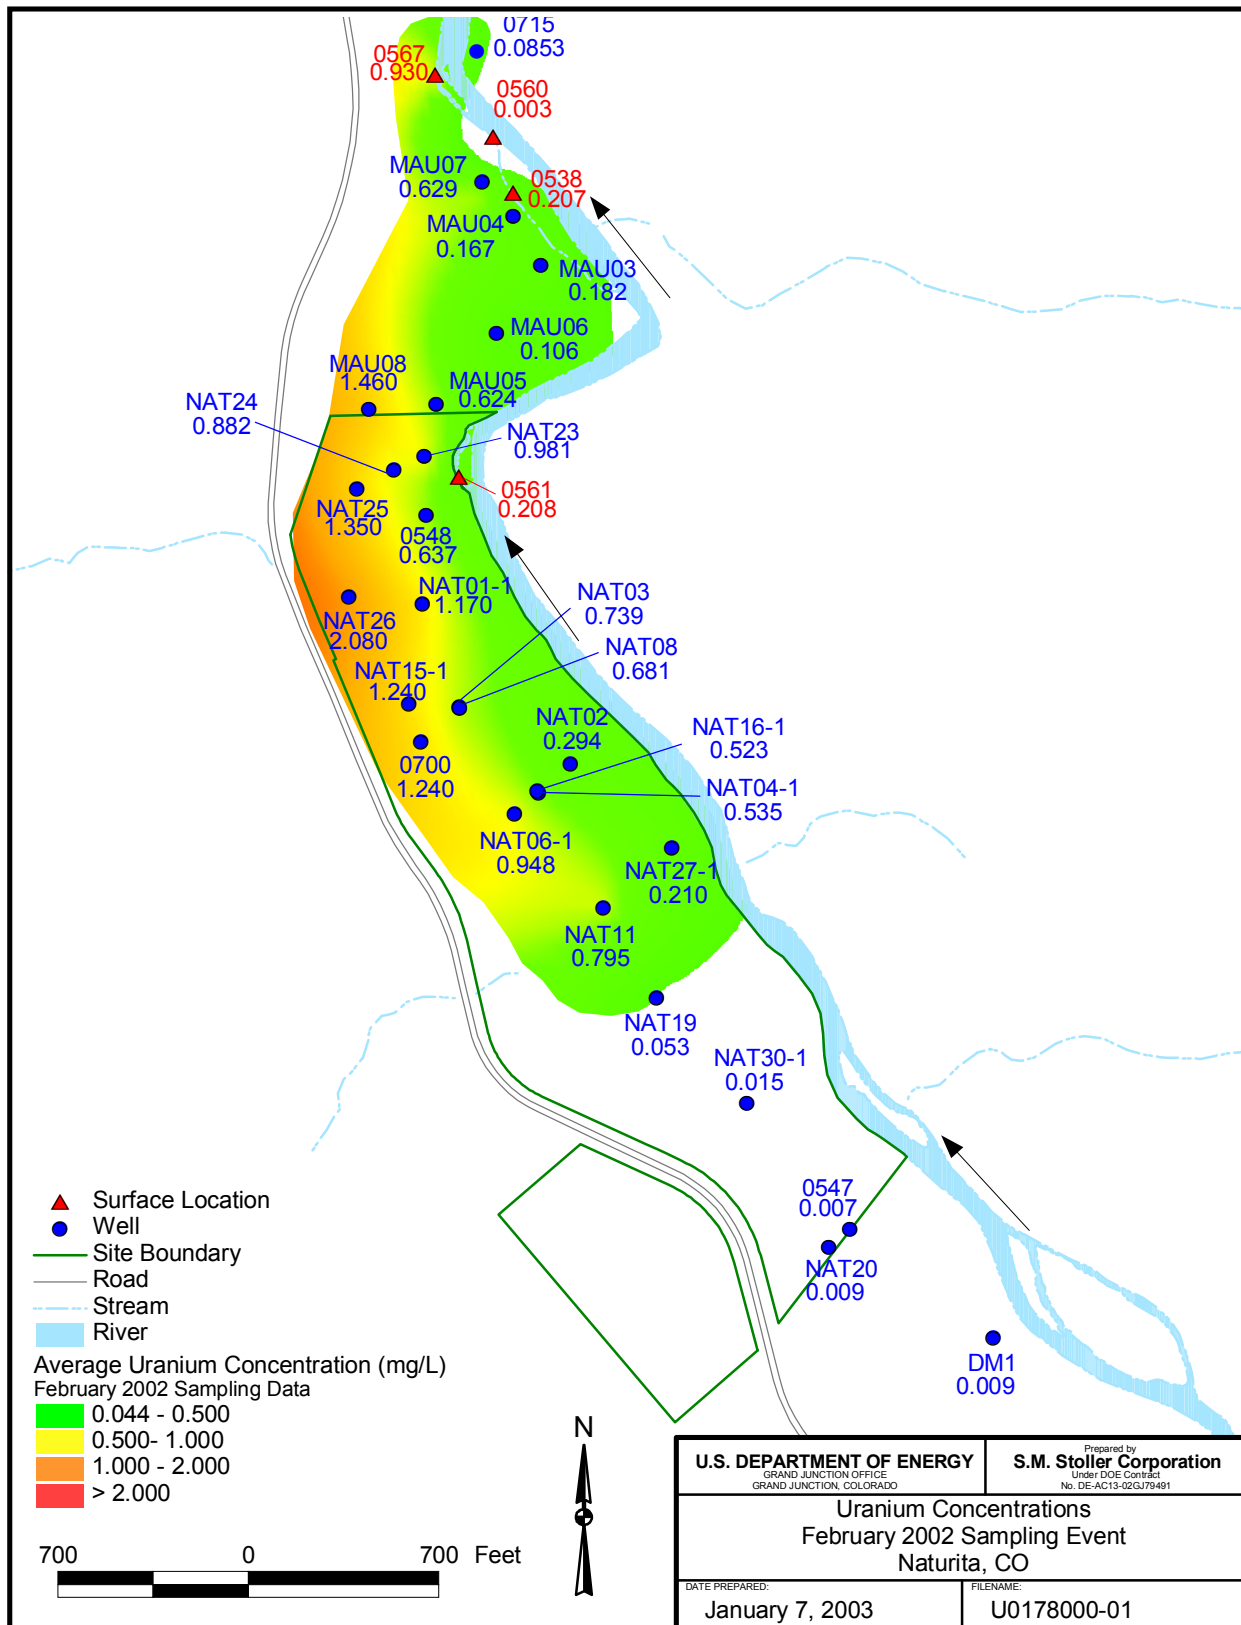 0715
0.0853
0567
0.930
0560
0.003
MAU07
0.629
0538
0.207
MAU04
0.167
MAU03
0.182
MAU06
0.106
MAU08
1.460
MAU05
0.624
NAT24
0.882
NAT23
0.981
0561
0.208
NAT25
1.350
0548
0.637
NAT01-1
1.170
NAT03
0.739
NAT26
2.080
NAT08
0.681
NAT15-1
1.240
NAT02
0.294
NAT16-1
0.523
0700
1.240
NAT04-1
0.535
NAT06-1
0.948
NAT27-1
0.210
NAT11
0.795
NAT19
0.053
NAT30-1
0.015
0547
0.007
NAT20
0.009
DM1
0.009
Surface Location
Well
Site Boundary
Road
Stream
River
Average Uranium Concentration (mg/L)
February 2002 Sampling Data
0.044 - 0.500
0.500- 1.000
1.000 - 2.000
> 2.000
700 0 700 Feet
N
U.S. DEPARTMENT OF ENERGY
GRAND JUNCTION OFFICE
GRAND JUNCTION, COLORADO
Prepared by
S.M. Stoller Corporation
Under DOE Contract
No. DE-AC13-02GJ79491
Uranium Concentrations
February 2002 Sampling Event
Naturita, CO
DATE PREPARED:
January 7, 2003
FILENAME:
U0178000-01